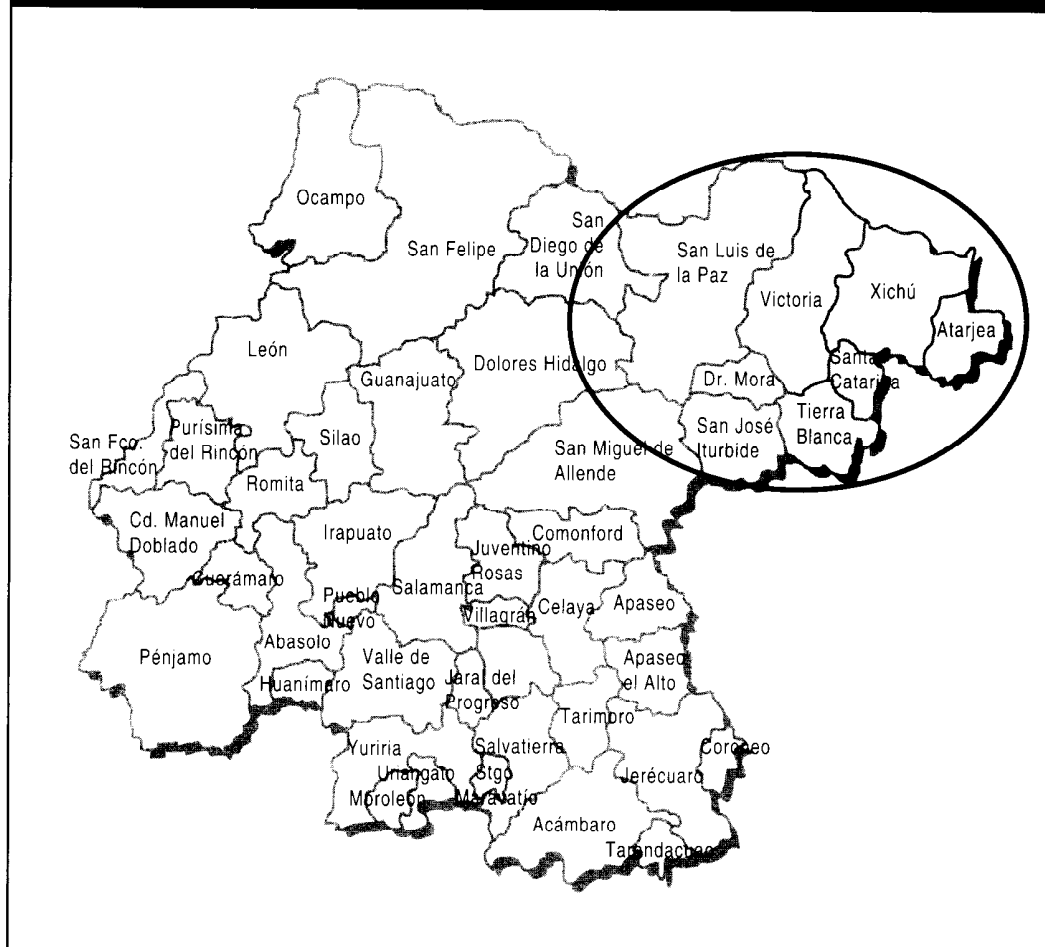 Ocampo
San Felipe
San
Diego de
la Unión
San Luis de
la Paz
Victoria
Xichú
Atarjea
León
Guanajuato
Dolores Hidalgo
Dr. Mora
Santa
Catarina
San Fco.
del Rincón
Purísima
del Rincón
Silao
San Miguel de
Allende
San José
Iturbide
Tierra
Blanca
Romita
Cd. Manuel
Doblado
Irapuato
Juventino
Rosas
Comonford
Cuerámaro
Pueblo
Nuevo
Salamanca
Villagrán
Celaya
Apaseo
Pénjamo
Abasolo
Huanímaro
Valle de
Santiago
Jaral del
Progreso
Apaseo
el Alto
Tarimoro
Yuriria
Uriangato
Moroleón
Salvatierra
Stgo
Maravatío
Coroneo
Jerécuaro
Acámbaro
Tarandacuao